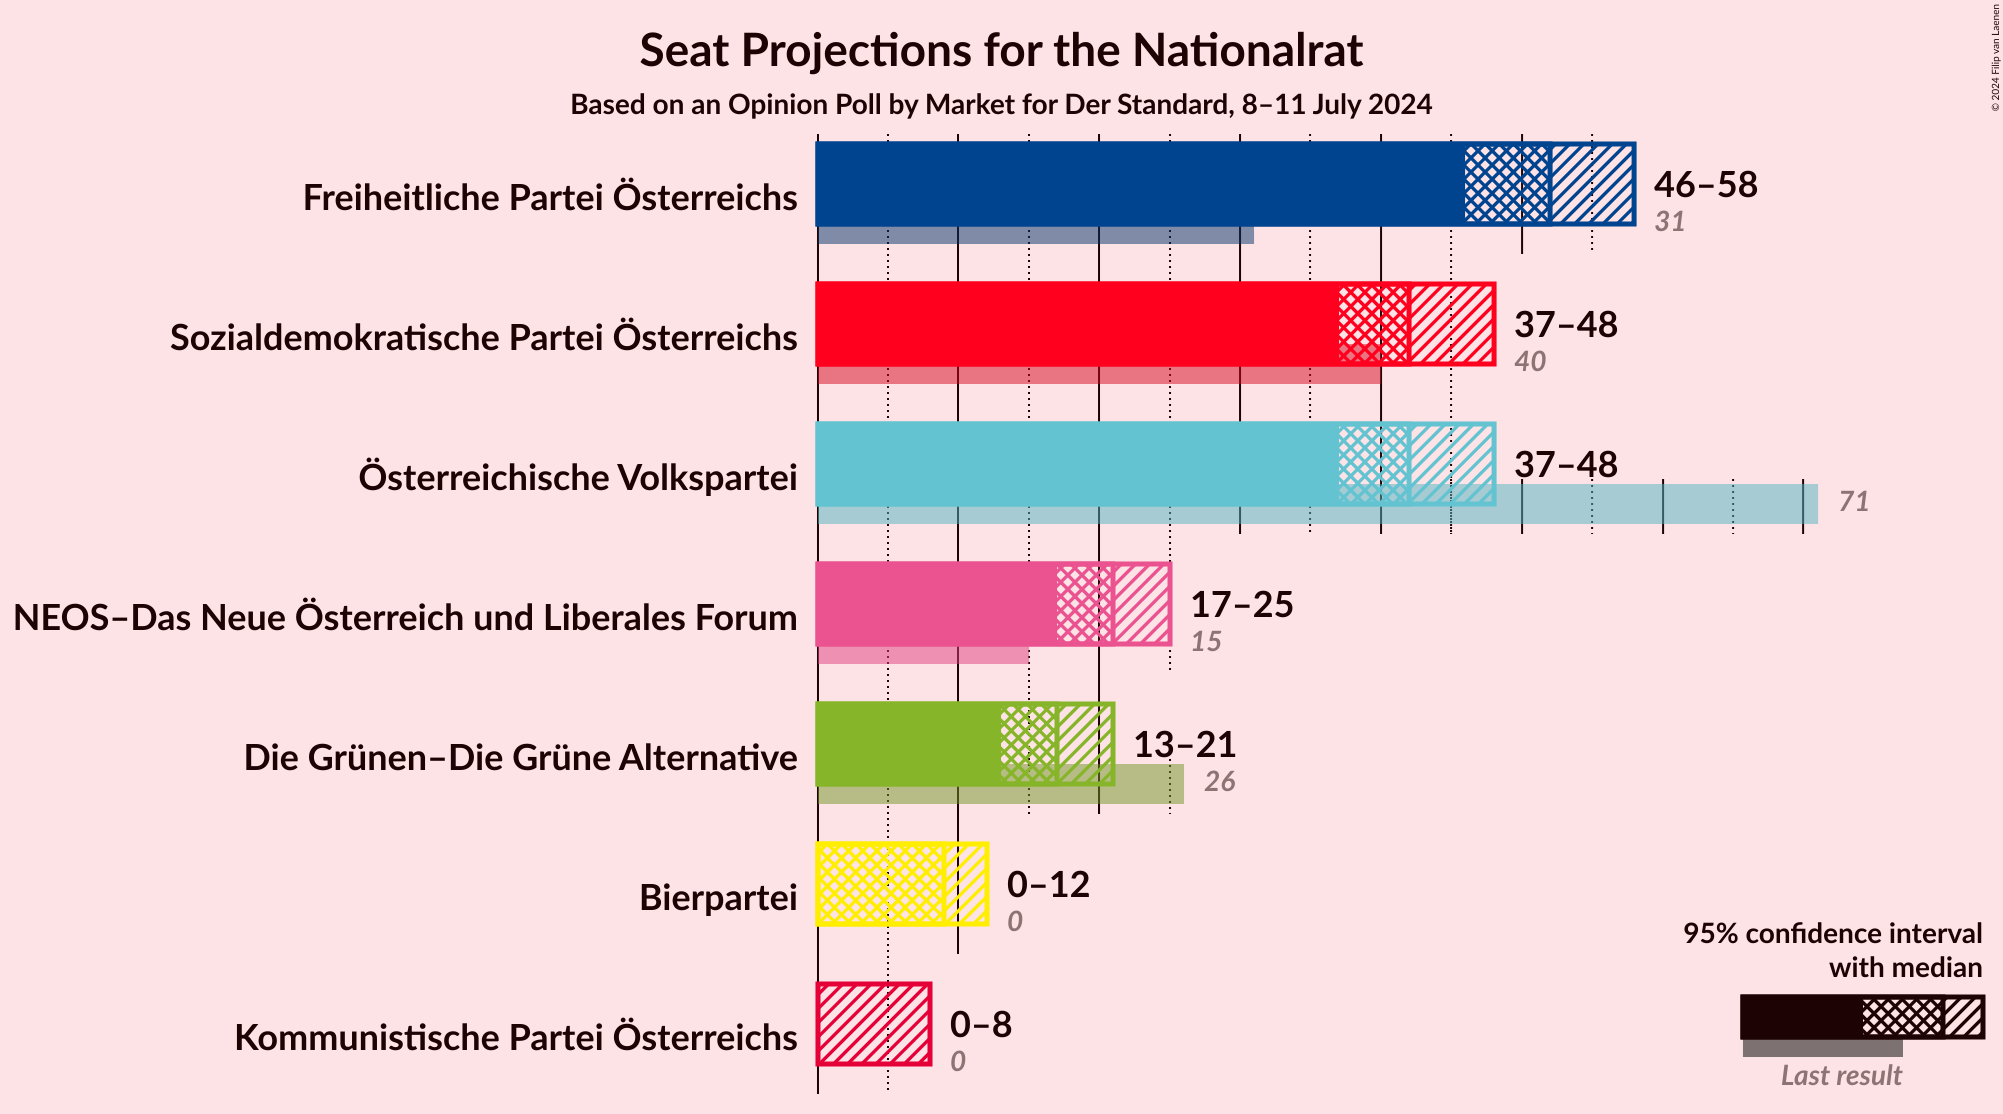 Seat Projections for the Nationalrat
Based on an Opinion Poll by Market for Der Standard, 8–11 July 2024
© 2024 Filip van Laenen
Freiheitliche Partei Österreichs
46–58
31
Sozialdemokratische Partei Österreichs
37–48
40
Österreichische Volkspartei
37–48
71
NEOS–Das Neue Österreich und Liberales Forum
17–25
15
Die Grünen–Die Grüne Alternative
13–21
26
Bierpartei
0–12
0
Kommunistische Partei Österreichs
0–8
0
95% confidence interval
with median
Last result